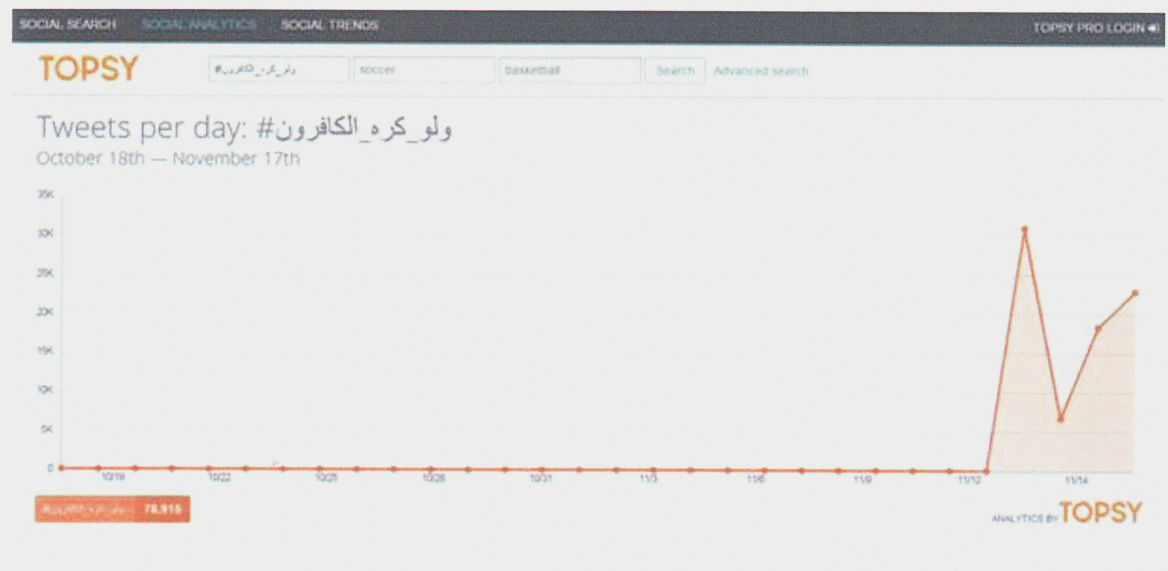 SOCIAL SEARCH SOCIAL ANALYTICS SOCIAL TRENDS TOPSY PRO LOGIN
TOPSY #ولو_كره_الكافرون soccer basketball Search Advanced search
Tweets per day: #ولو_كره_الكافرون
October 18th — November 17th
35K
30K
25K
20K
15K
10K
5K
0
10/19 10/22 10/25 10/28 10/31 11/3 11/6 11/9 11/12 11/14
#ولو_كره_الكافرون
ANALYTICS BY TOPSY